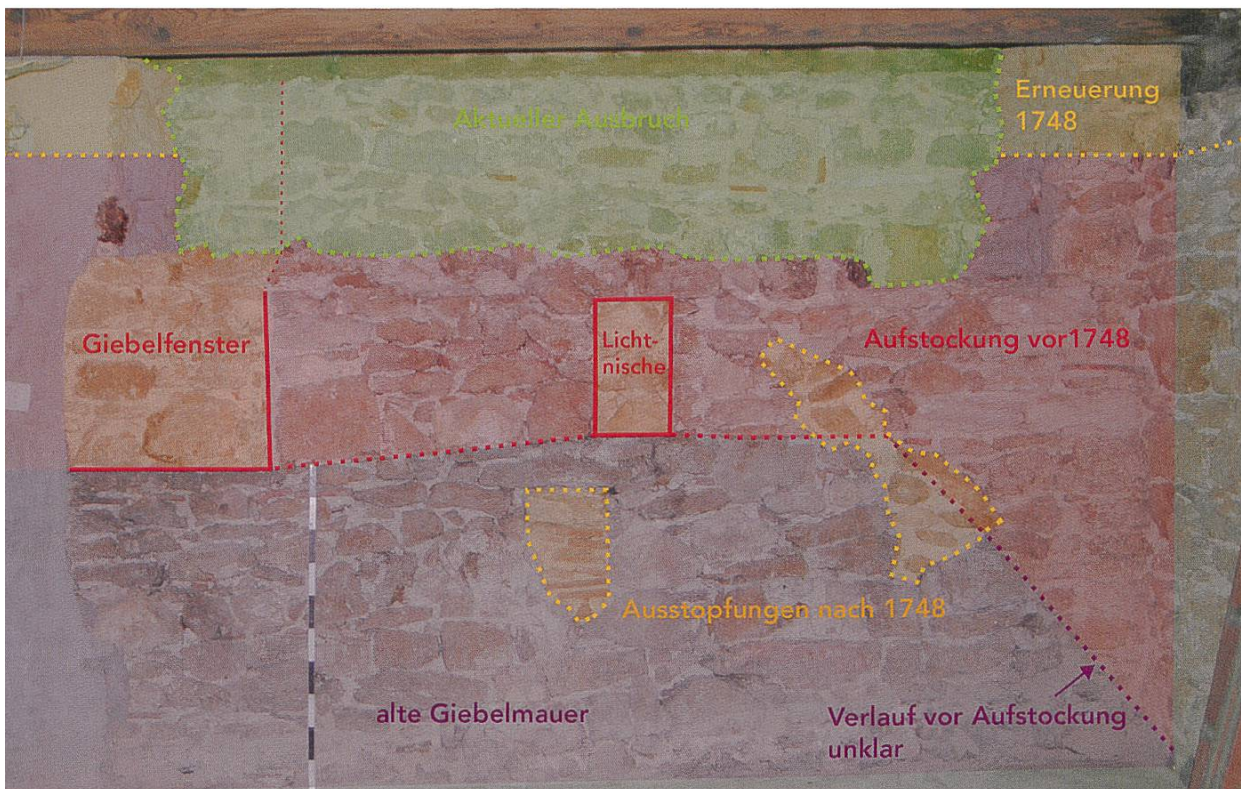 Erneuerung
1748
Aktueller Ausbruch
Giebelfenster
Licht-
nische
Aufstockung vor1748
Ausstopfungen nach 1748
alte Giebelmauer
Verlauf vor Aufstockung
unklar